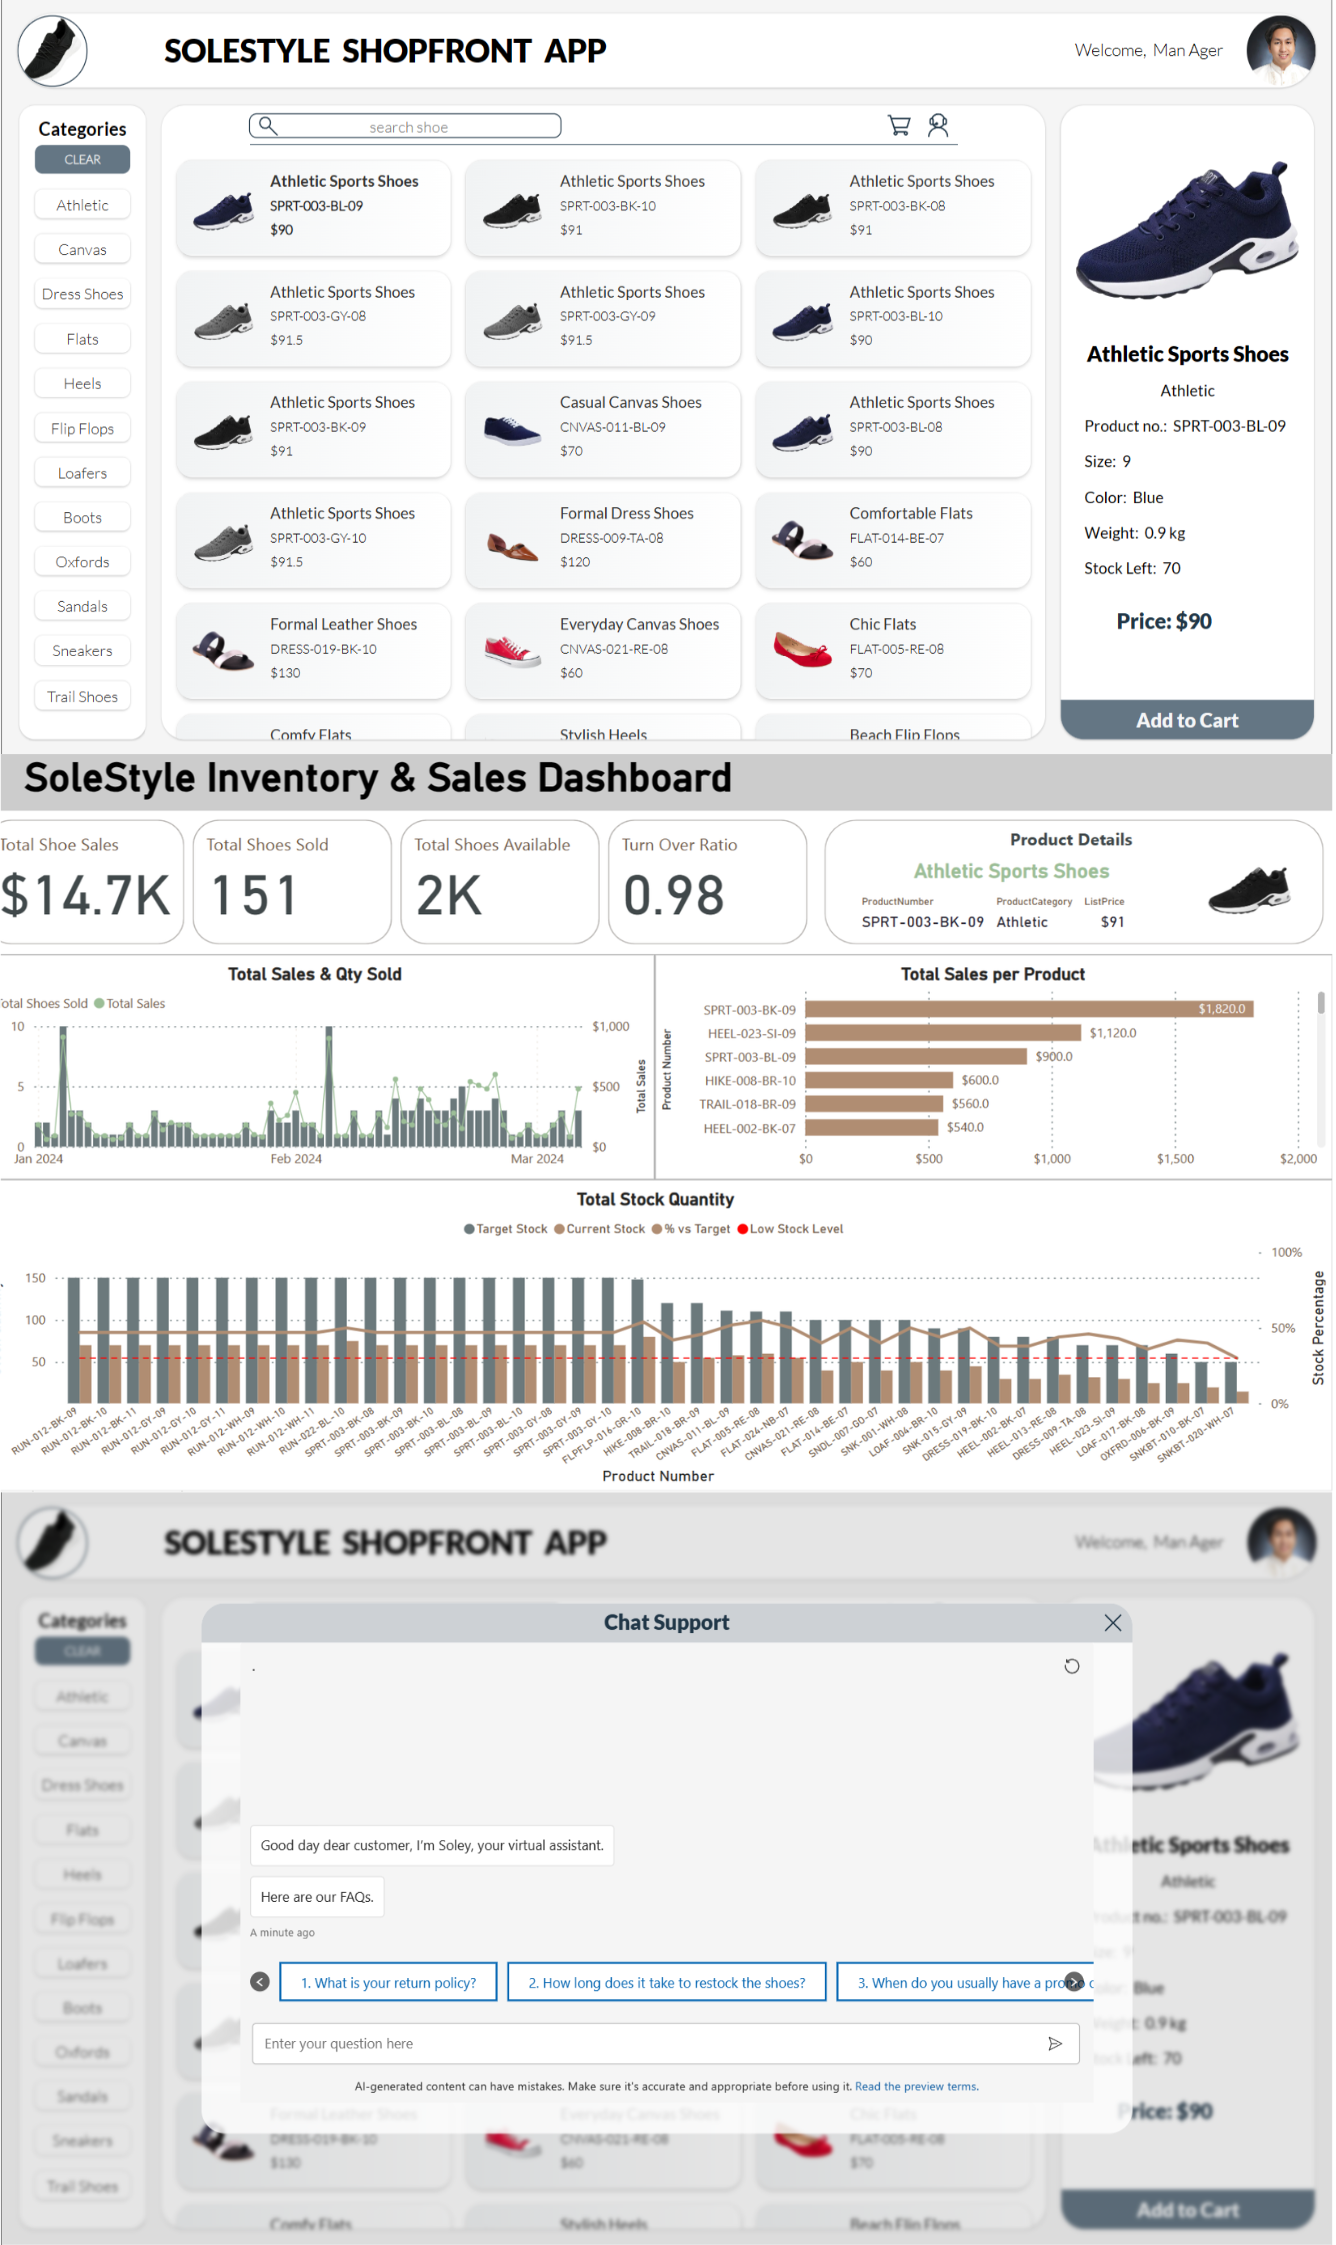 SOLESTYLE SHOPFRONT APP
Welcome, Man Ager
Categories
CLEAR
Athletic
Canvas
Dress Shoes
Flats
Heels
Flip Flops
Loafers
Boots
Oxfords
Sandals
Sneakers
Trail Shoes
search shoe
Athletic Sports Shoes
SPRT-003-BL-09
$90
Athletic Sports Shoes
SPRT-003-BK-10
$91
Athletic Sports Shoes
SPRT-003-BK-08
$91
Athletic Sports Shoes
SPRT-003-GY-08
$91.5
Athletic Sports Shoes
SPRT-003-GY-09
$91.5
Athletic Sports Shoes
SPRT-003-BL-10
$90
Athletic Sports Shoes
SPRT-003-BK-09
$91
Casual Canvas Shoes
CNVAS-011-BL-09
$70
Athletic Sports Shoes
SPRT-003-BL-08
$90
Athletic Sports Shoes
SPRT-003-GY-10
$91.5
Formal Dress Shoes
DRESS-009-TA-08
$120
Comfortable Flats
FLAT-014-BE-07
$60
Formal Leather Shoes
DRESS-019-BK-10
$130
Everyday Canvas Shoes
CNVAS-021-RE-08
$60
Chic Flats
FLAT-005-RE-08
$70
Comfy Flats
Stylish Heels
Beach Flip Flops
Athletic Sports Shoes
Athletic
Product no.: SPRT-003-BL-09
Size: 9
Color: Blue
Weight: 0.9 kg
Stock Left: 70
Price: $90
Add to Cart
SoleStyle Inventory & Sales Dashboard
Total Shoe Sales
$14.7K
Total Shoes Sold
151
Total Shoes Available
2K
Turn Over Ratio
0.98
Product Details
Athletic Sports Shoes
ProductNumber ProductCategory ListPrice
SPRT-003-BK-09 Athletic $91
Total Sales & Qty Sold
otal Shoes Sold Total Sales
10
5
0
$1,000
$500
$0
Total Sales
Jan 2024 Feb 2024 Mar 2024
Total Sales per Product
Product Number
SPRT-003-BK-09 $1,820.0
HEEL-023-SI-09 $1,120.0
SPRT-003-BL-09 $900.0
HIKE-008-BR-10 $600.0
TRAIL-018-BR-09 $560.0
HEEL-002-BK-07 $540.0
$0 $500 $1,000 $1,500 $2,000
Total Stock Quantity
Target Stock Current Stock % vs Target Low Stock Level
150
100
50
100%
50%
0%
Stock Percentage
RUN-012-BK-09
RUN-012-BK-10
RUN-012-BK-11
RUN-012-GY-09
RUN-012-GY-10
RUN-012-GY-11
RUN-012-WH-09
RUN-012-WH-10
RUN-012-WH-11
RUN-022-BL-10
SPRT-003-BK-08
SPRT-003-BK-09
SPRT-003-BK-10
SPRT-003-BL-08
SPRT-003-BL-09
SPRT-003-BL-10
SPRT-003-GY-08
SPRT-003-GY-09
SPRT-003-GY-10
FLPFLP-016-GR-10
HIKE-008-BR-10
TRAIL-018-BR-09
CNVAS-011-BL-09
FLAT-005-RE-08
FLAT-024-NB-07
CNVAS-021-RE-08
FLAT-014-BE-07
SNDL-007-GO-07
SNK-001-WH-08
LOAF-004-BR-10
SNK-015-GY-09
DRESS-019-BK-10
HEEL-002-BK-07
HEEL-013-RE-08
DRESS-009-TA-08
HEEL-023-SI-09
LOAF-017-BK-08
OXFRD-006-BK-09
SNKBT-010-BK-07
SNKBT-020-WH-07
Product Number
SOLESTYLE SHOPFRONT APP
Welcome, Man Ager
Categories
CLEAR
Athletic
Canvas
Dress Shoes
Flats
Heels
Flip Flops
Loafers
Boots
Oxfords
Sandals
Sneakers
Trail Shoes
Chat Support
.
Good day dear customer, I'm Soley, your virtual assistant.
Here are our FAQs.
A minute ago
1. What is your return policy?
2. How long does it take to restock the shoes?
3. When do you usually have a promo
Enter your question here
AI-generated content can have mistakes. Make sure it's accurate and appropriate before using it. Read the preview terms.
Formal Leather Shoes
DRESS-019-BK-10
$130
Everyday Canvas Shoes
CNVAS-021-RE-08
$60
Chic Flats
FLAT-005-RE-08
$70
Comfy Flats
Stylish Heels
Beach Flip Flops
Athletic Sports Shoes
Athletic
Product no.: SPRT-003-BL-09
Size: 9
Color: Blue
Weight: 0.9 kg
Stock Left: 70
Price: $90
Add to Cart